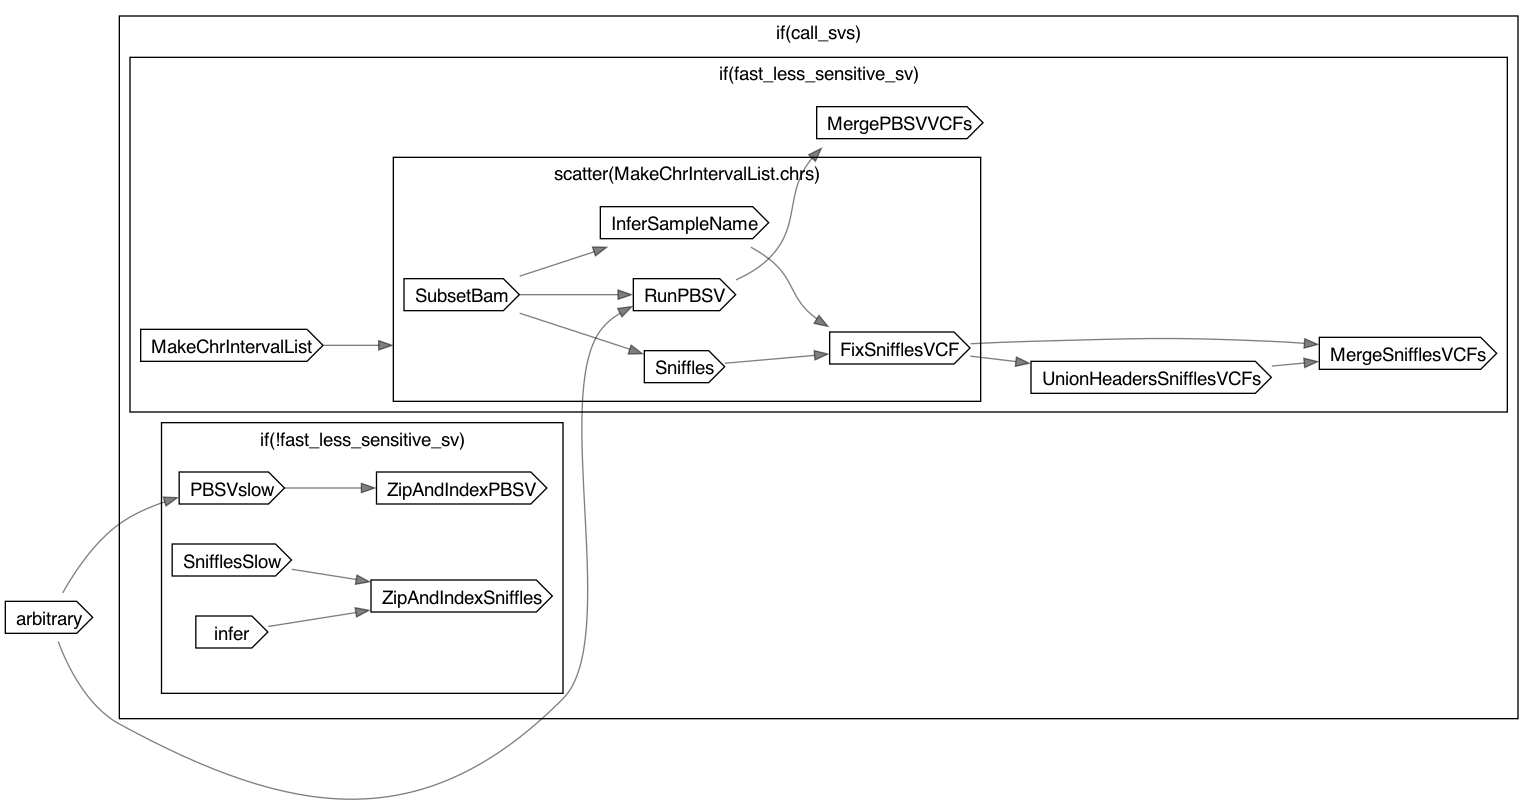 if(call_svs)
if(fast_less_sensitive_sv)
MergePBSVVCFs
scatter(MakeChrIntervalList.chrs)
InferSampleName
SubsetBam
RunPBSV
MakeChrIntervalList
Sniffles
FixSnifflesVCF
UnionHeadersSnifflesVCFs
MergeSnifflesVCFs
if(!fast_less_sensitive_sv)
PBSVslow
ZipAndIndexPBSV
SnifflesSlow
ZipAndIndexSniffles
infer
arbitrary